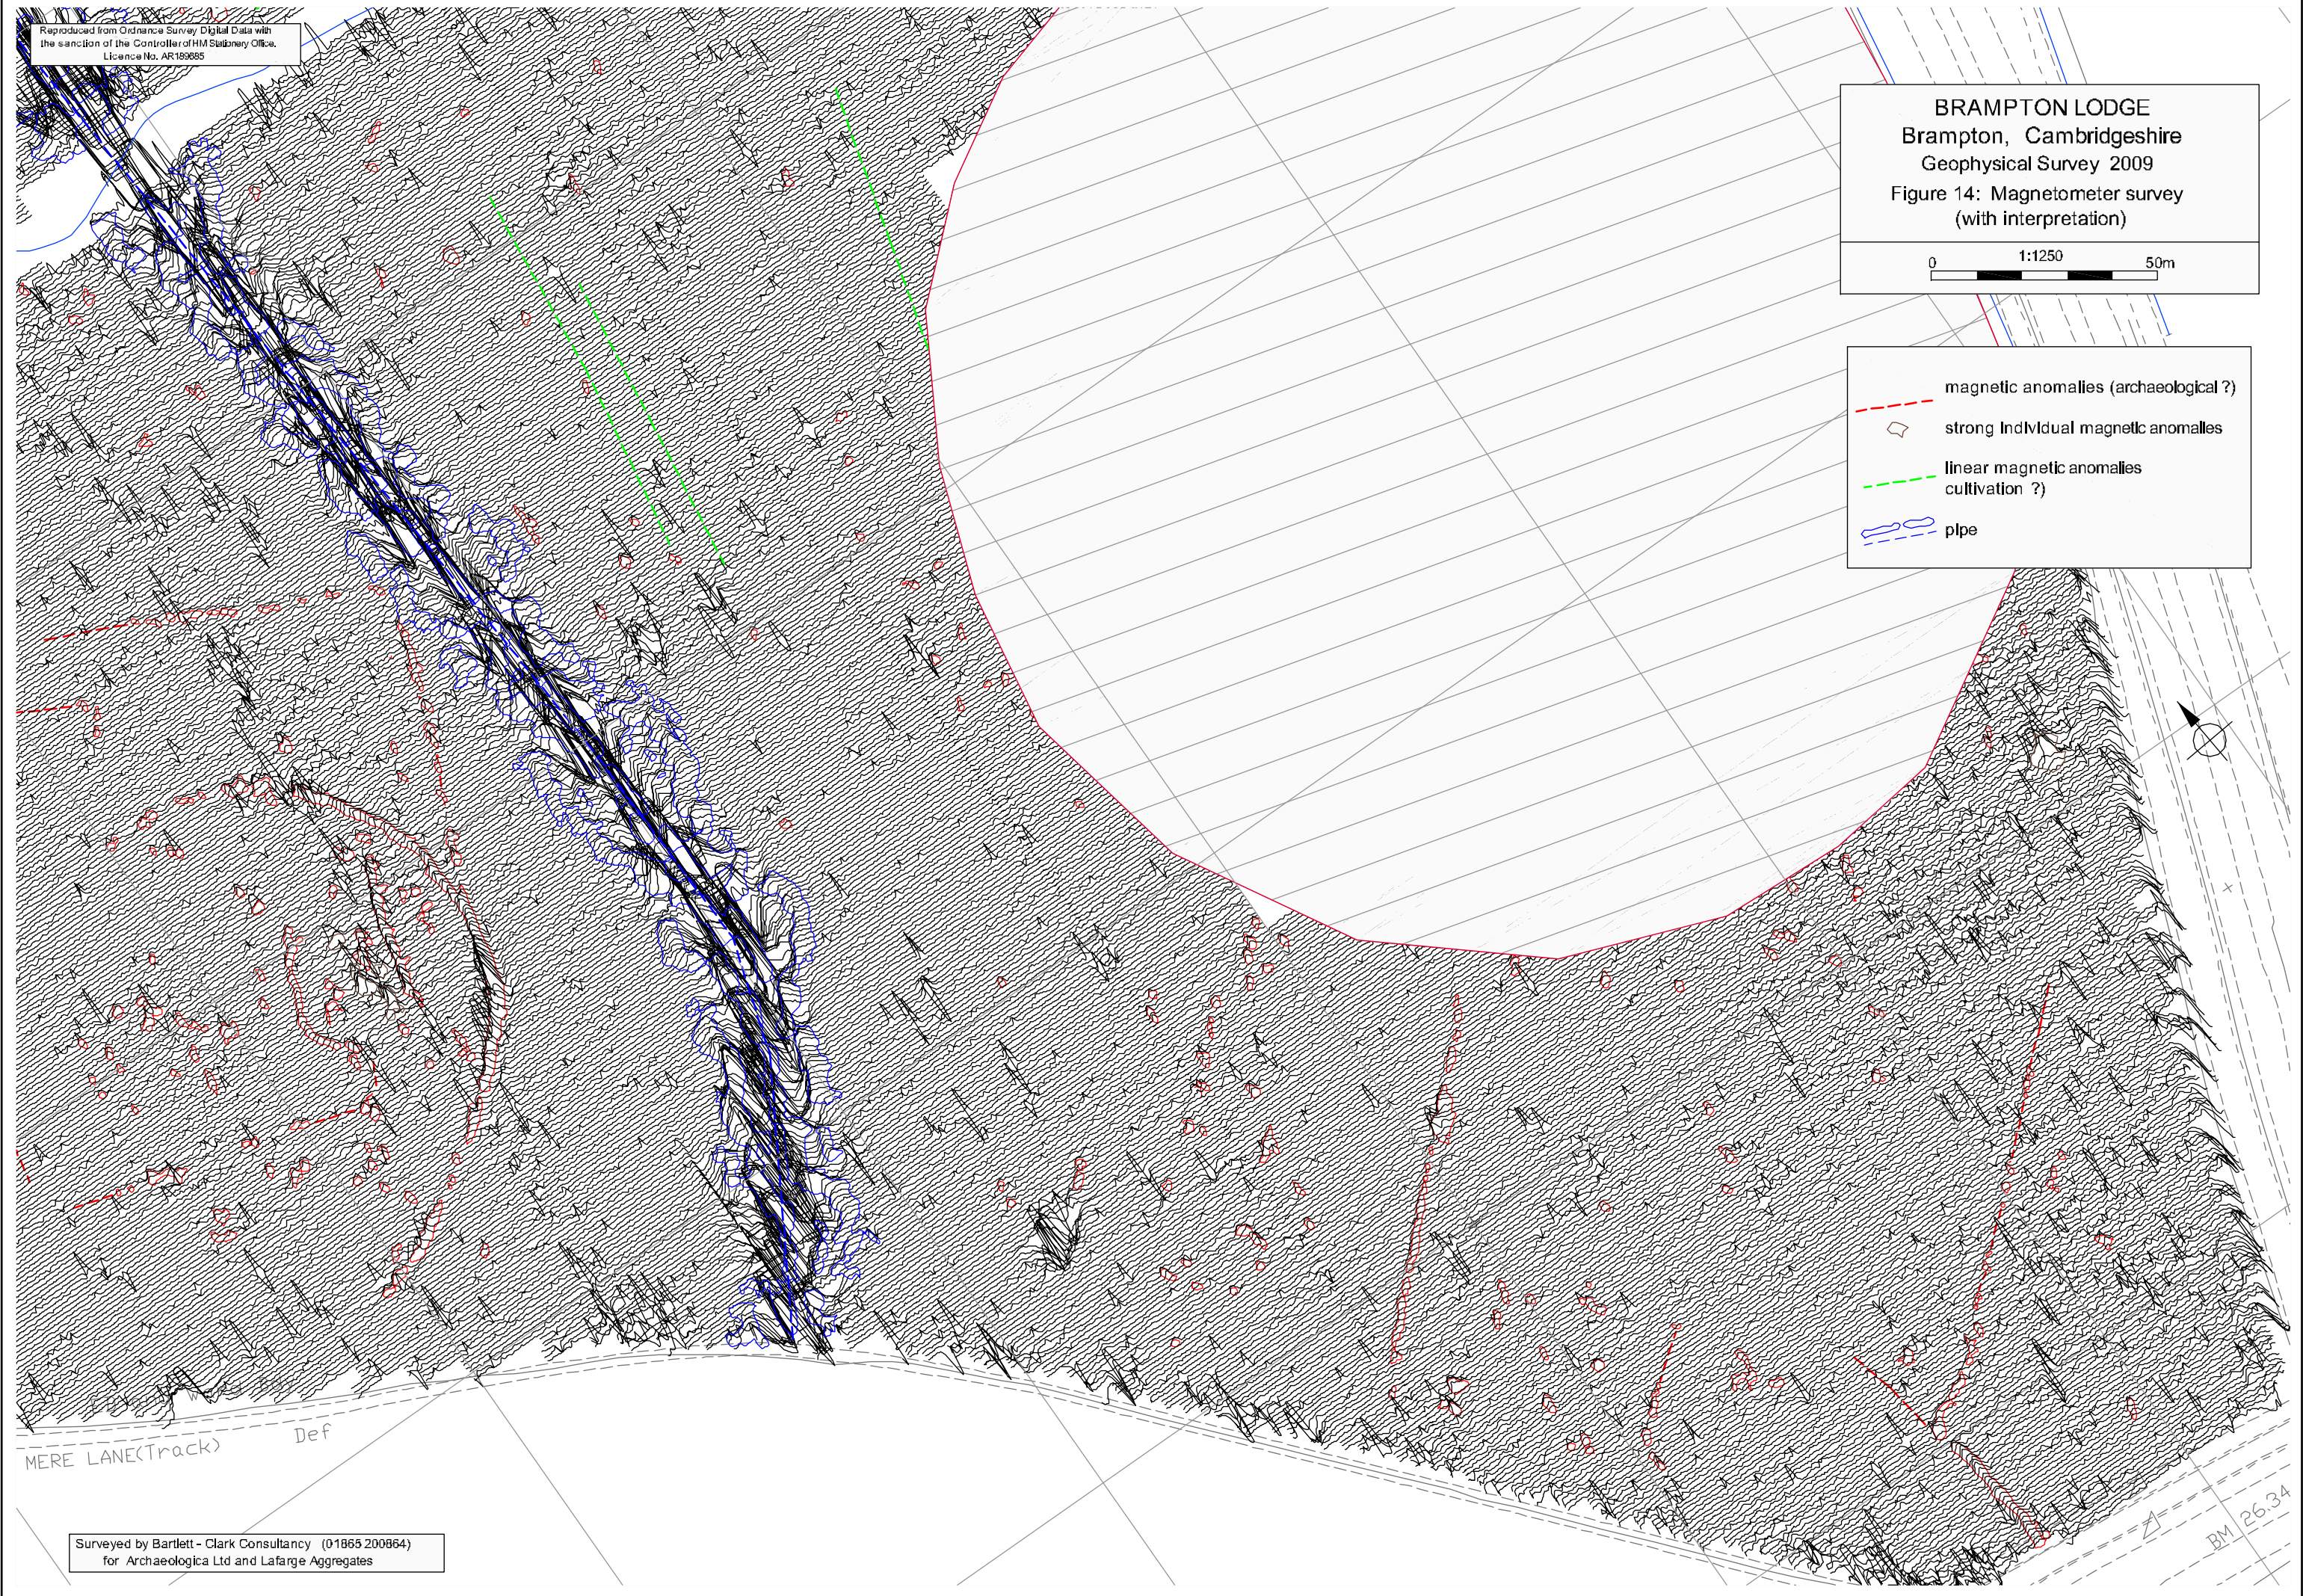 Reproduced from Ordnance Survey Digital Data with
the sanction of the Controller of HM Stationery Office.
Licence No. AR189685
BRAMPTON LODGE
Brampton, Cambridgeshire
Geophysical Survey 2009
Figure 14: Magnetometer survey
(with interpretation)
0 1:1250 50m
magnetic anomalies (archaeological ?)
strong individual magnetic anomalies
linear magnetic anomalies
cultivation ?)
pipe
MERE LANE(Track)
Def
BM 26.34
Surveyed by Bartlett - Clark Consultancy (01865 200864)
for Archaeologica Ltd and Lafarge Aggregates